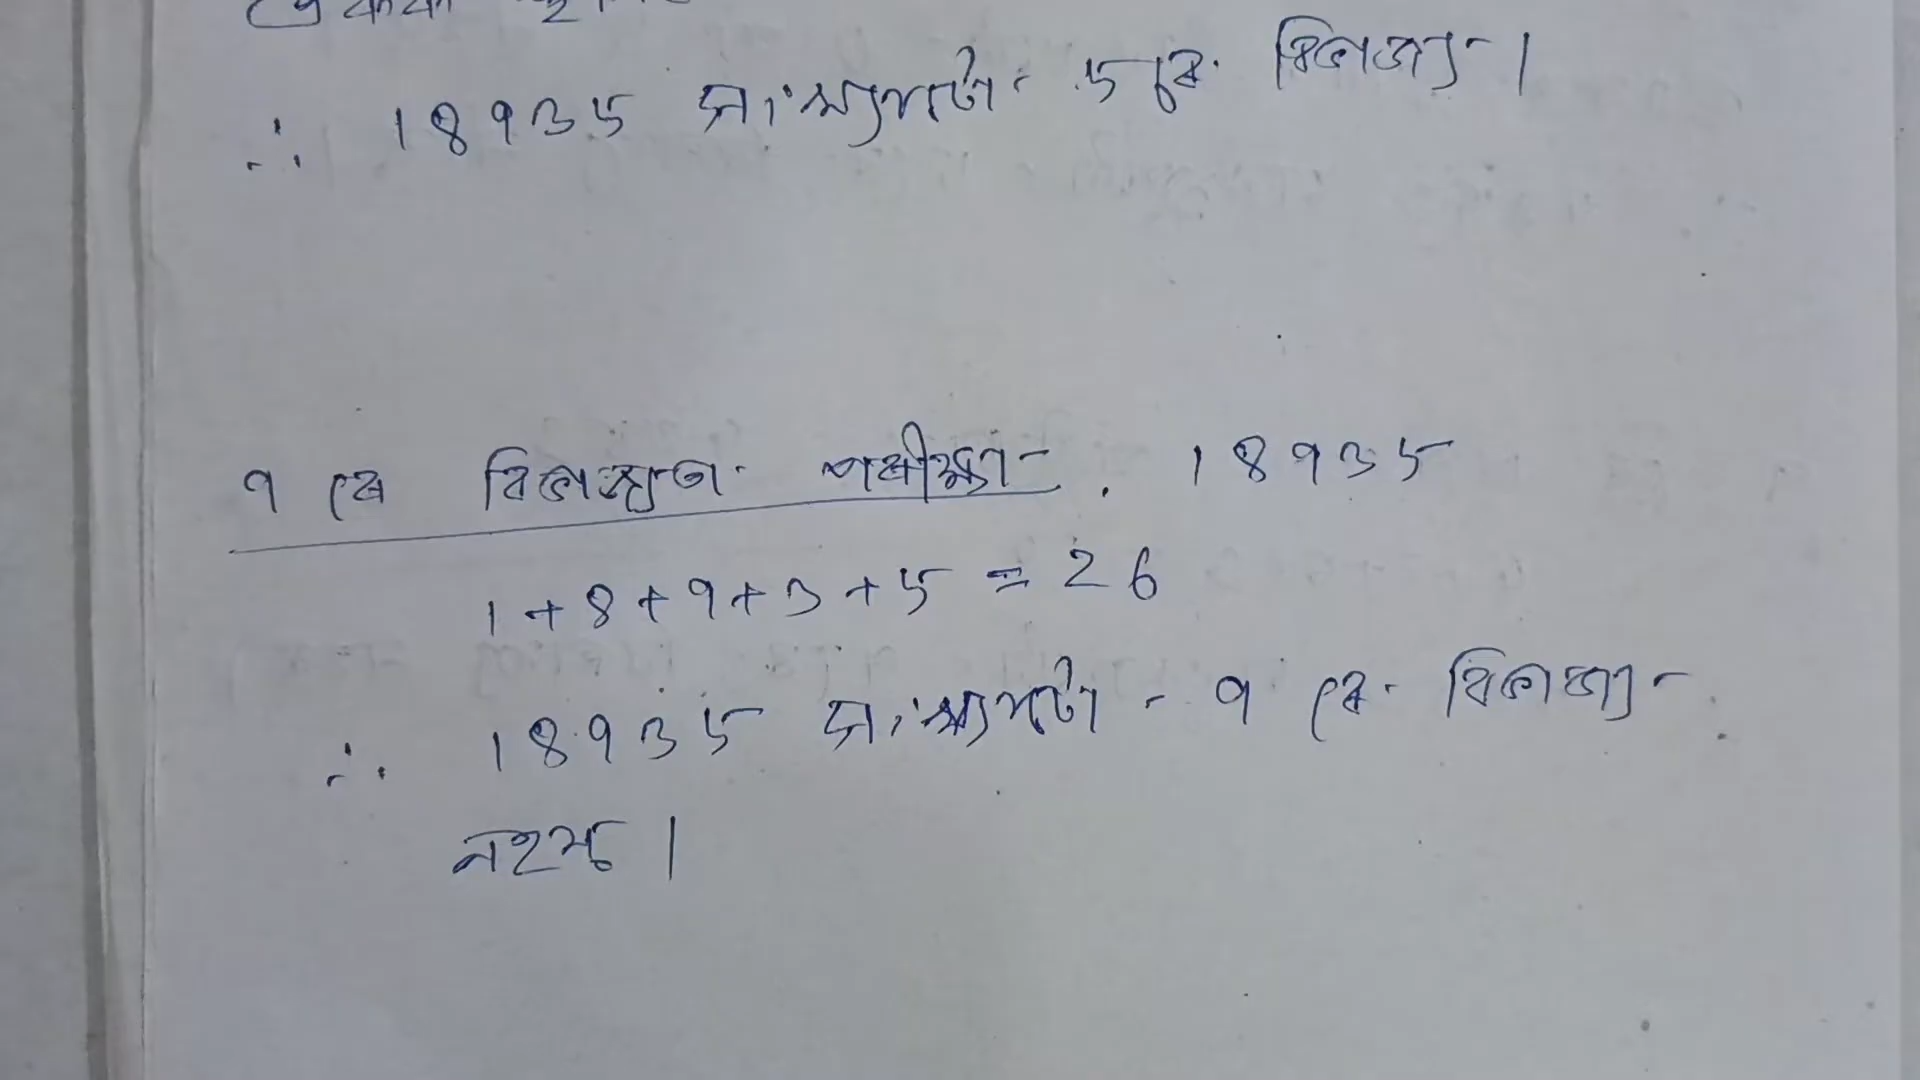 ∴ 18935 সংখ্যাটো 5 ৰে বিভাজ্য।
9 ৰে বিভাজ্যতা পৰীক্ষা 18935
1 + 8 + 9 + 3 + 5 = 26
∴ 18935 সংখ্যাটো 9 ৰে বিভাজ্য
নহয়।